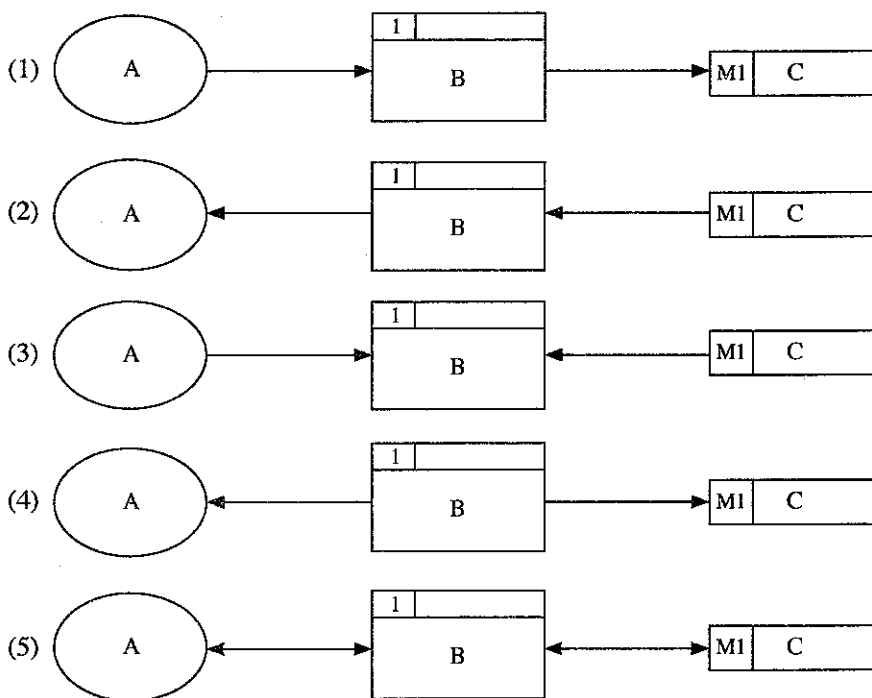 1
(1) A B M1 C
1
(2) A B M1 C
1
(3) A B M1 C
1
(4) A B M1 C
1
(5) A B M1 C